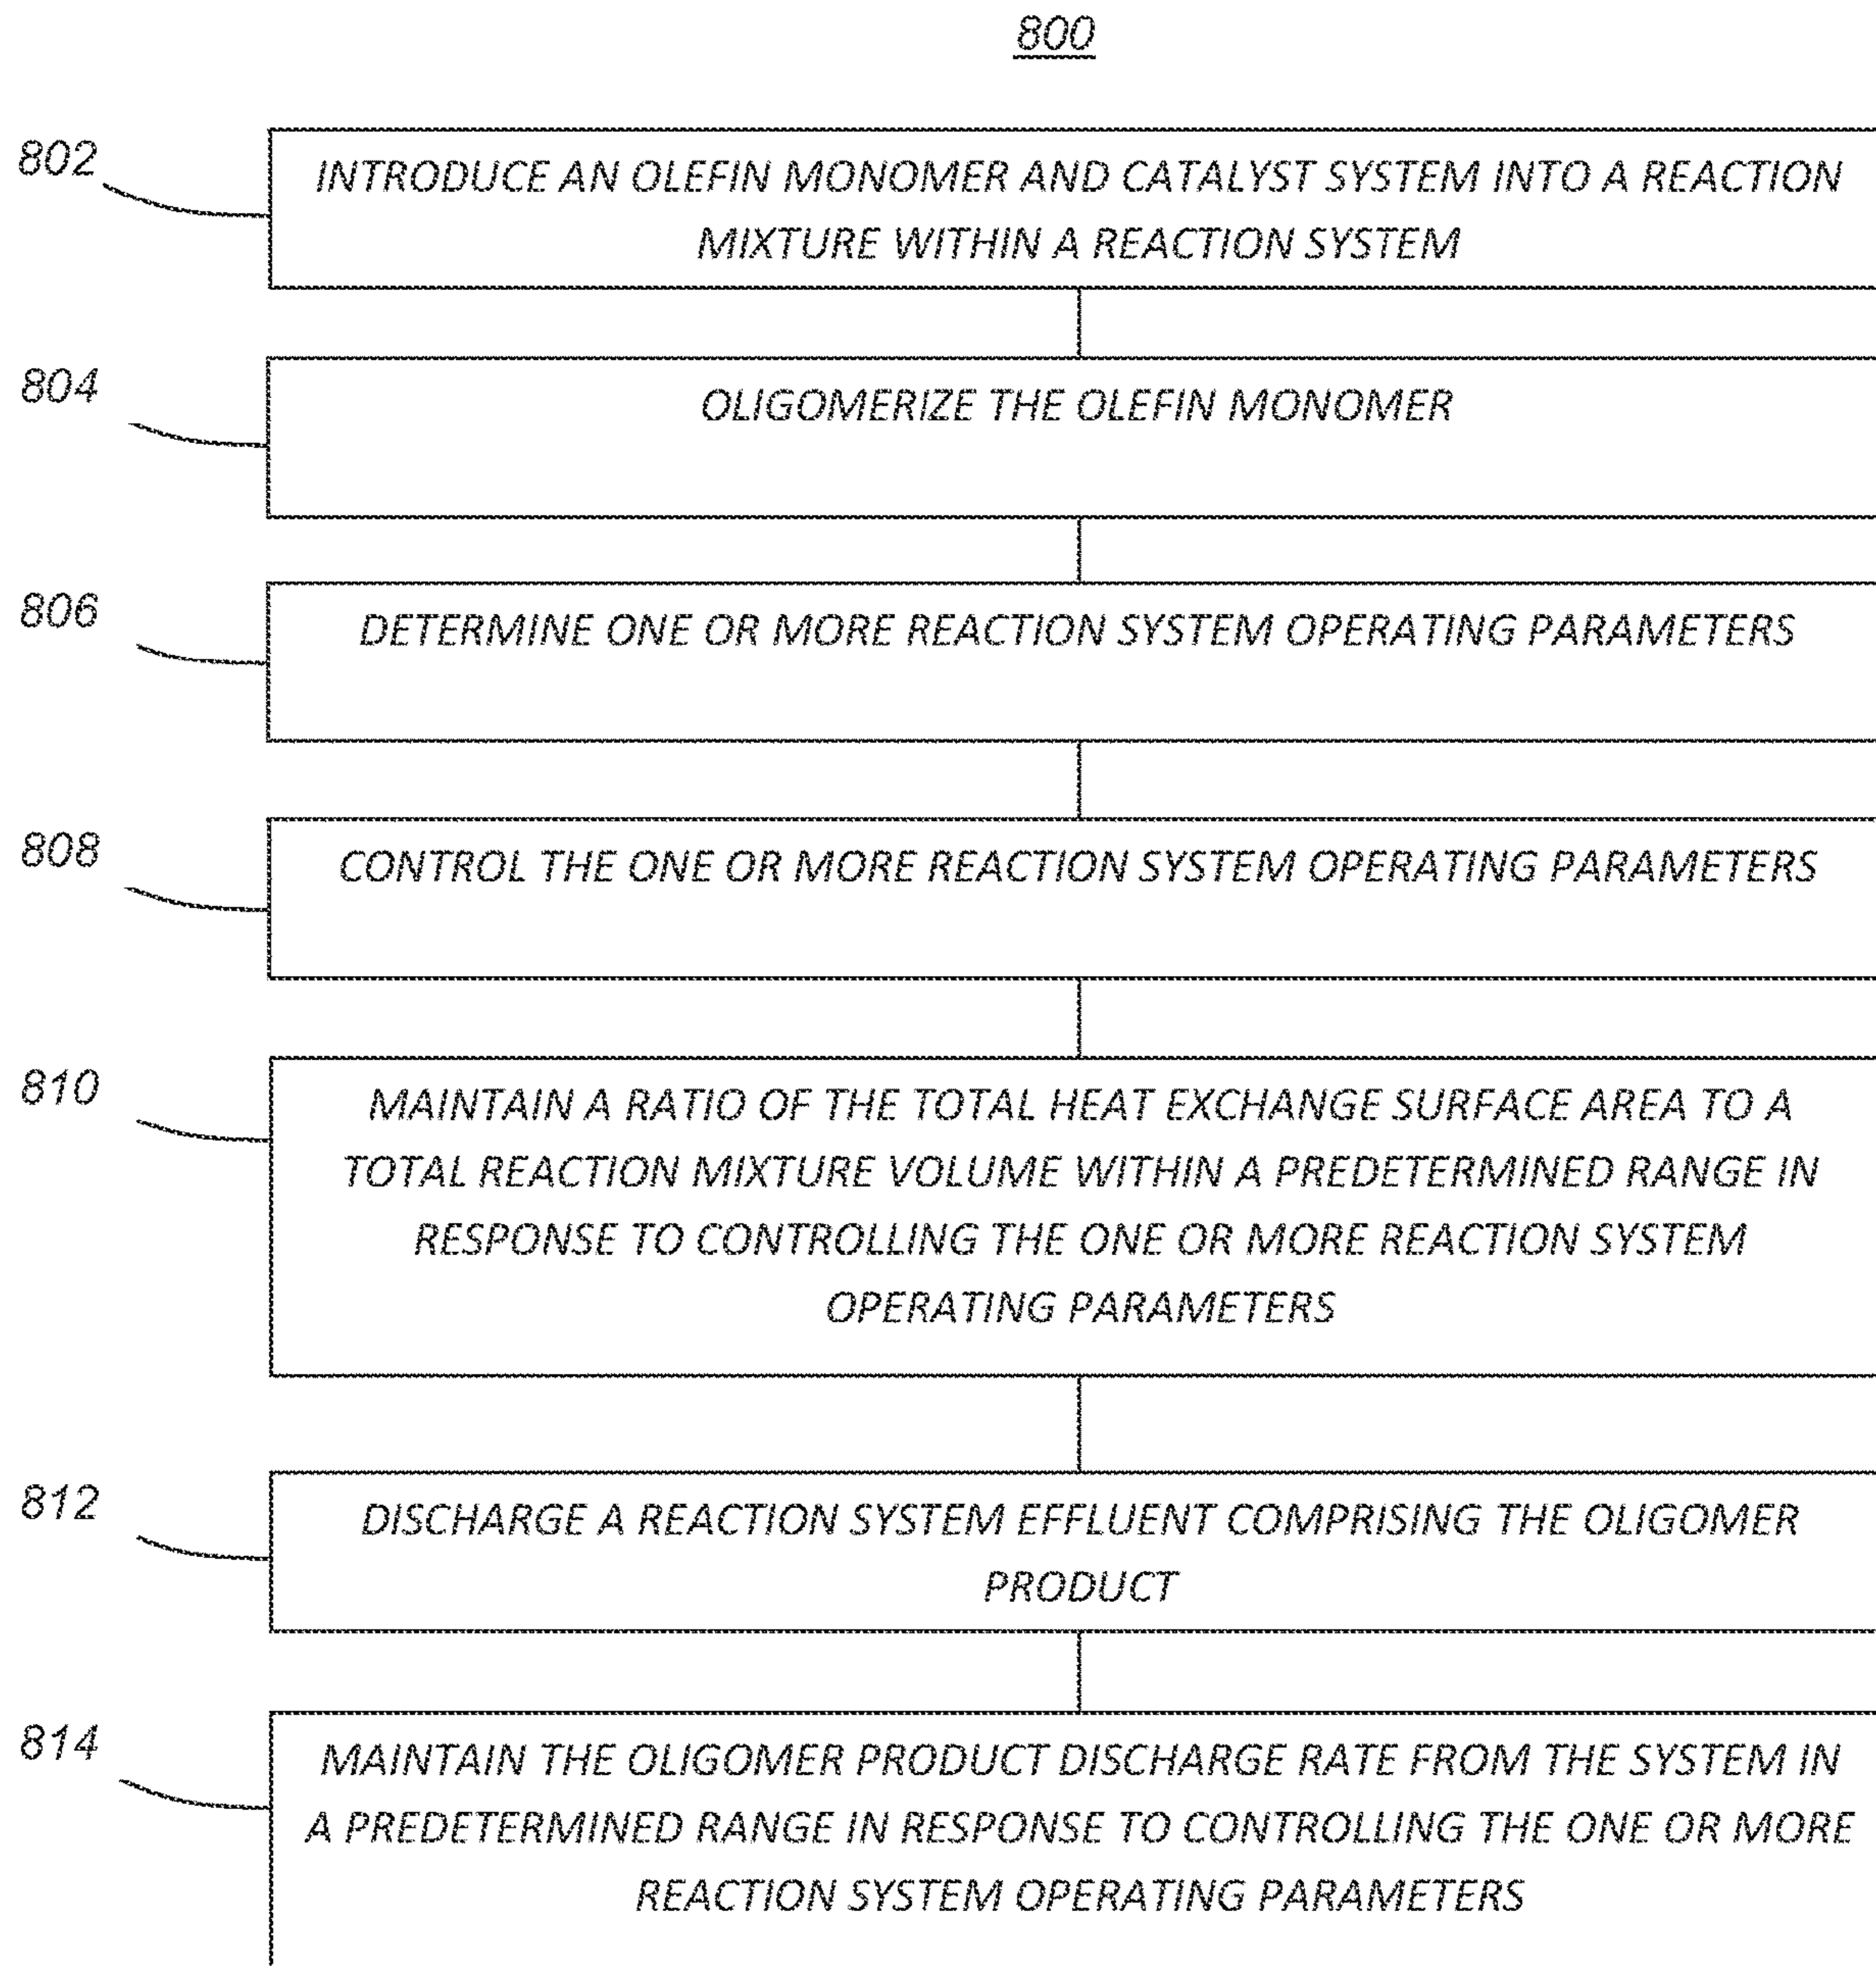 800
802
INTRODUCE AN OLEFIN MONOMER AND CATALYST SYSTEM INTO A REACTION
MIXTURE WITHIN A REACTION SYSTEM
804
OLIGOMERIZE THE OLEFIN MONOMER
806
DETERMINE ONE OR MORE REACTION SYSTEM OPERATING PARAMETERS
808
CONTROL THE ONE OR MORE REACTION SYSTEM OPERATING PARAMETERS
810
MAINTAIN A RATIO OF THE TOTAL HEAT EXCHANGE SURFACE AREA TO A
TOTAL REACTION MIXTURE VOLUME WITHIN A PREDETERMINED RANGE IN
RESPONSE TO CONTROLLING THE ONE OR MORE REACTION SYSTEM
OPERATING PARAMETERS
812
DISCHARGE A REACTION SYSTEM EFFLUENT COMPRISING THE OLIGOMER
PRODUCT
814
MAINTAIN THE OLIGOMER PRODUCT DISCHARGE RATE FROM THE SYSTEM IN
A PREDETERMINED RANGE IN RESPONSE TO CONTROLLING THE ONE OR MORE
REACTION SYSTEM OPERATING PARAMETERS